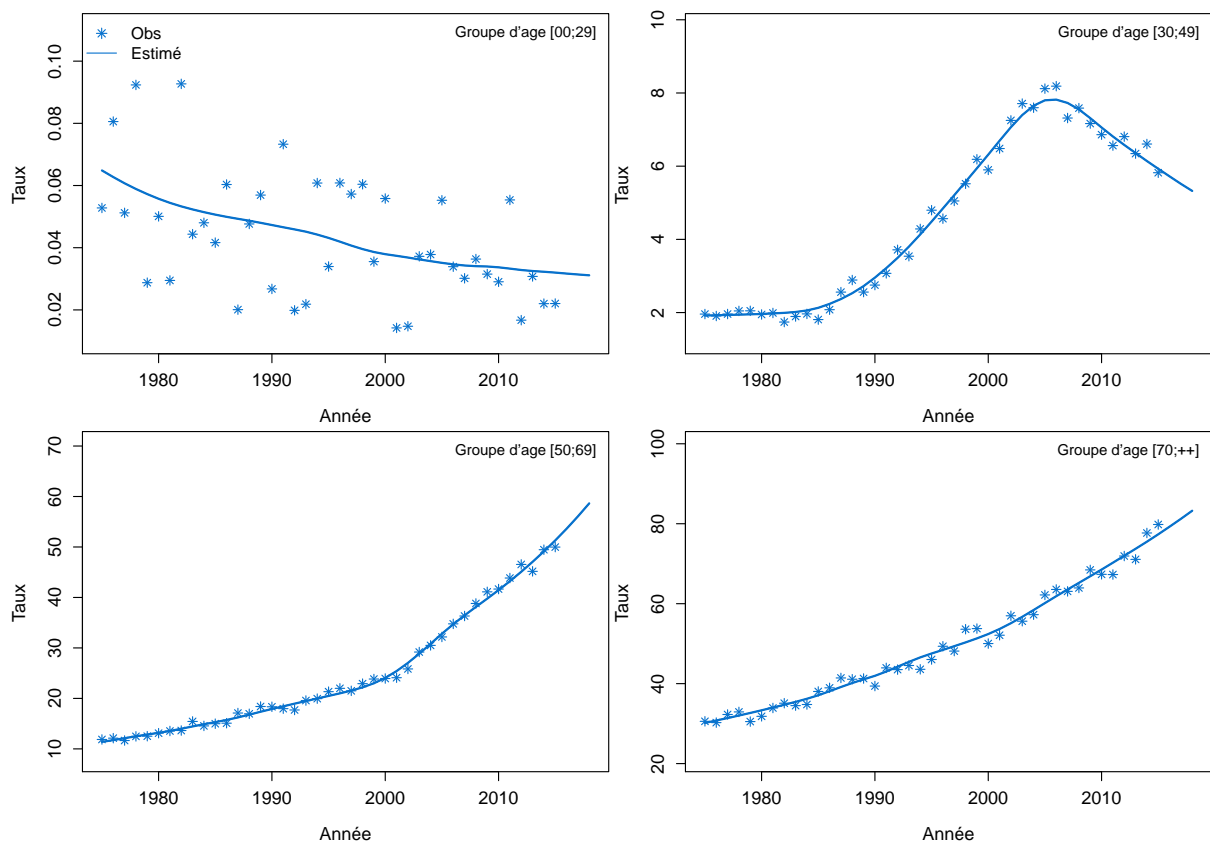 Obs
Estimé
Groupe d'age [00;29]
0.10
0.08
0.06
0.04
0.02
Taux
1980 1990 2000 2010
Année
Groupe d'age [30;49]
10
8
6
4
2
Taux
1980 1990 2000 2010
Année
Groupe d'age [50;69]
70
60
50
40
30
20
10
Taux
1980 1990 2000 2010
Année
Groupe d'age [70;++]
100
80
60
40
20
Taux
1980 1990 2000 2010
Année